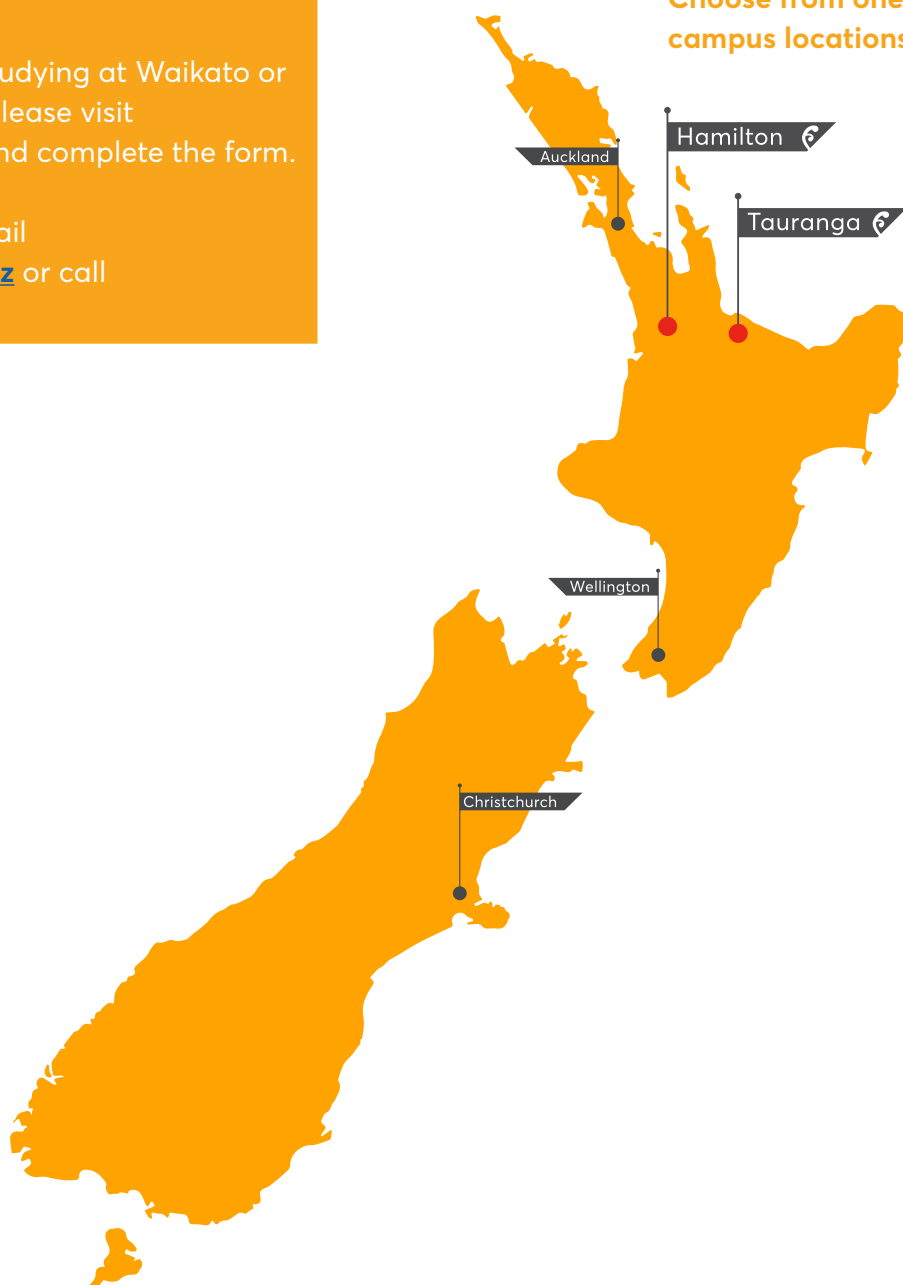 udying at Waikato or
lease visit
nd complete the form.
ail
z or call
Choose from one
campus locations
Hamilton
Auckland
Tauranga
Wellington
Christchurch